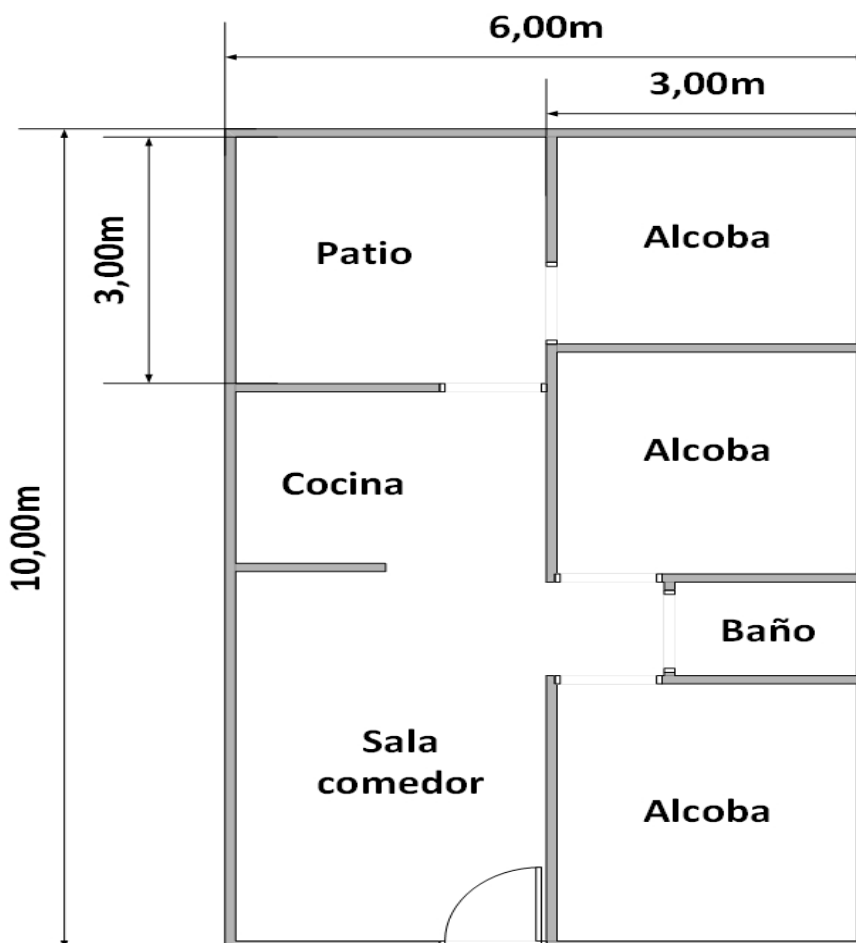 6,00m
3,00m
3,00m
Patio
Alcoba
Alcoba
Cocina
10,00m
Baño
Sala
comedor
Alcoba